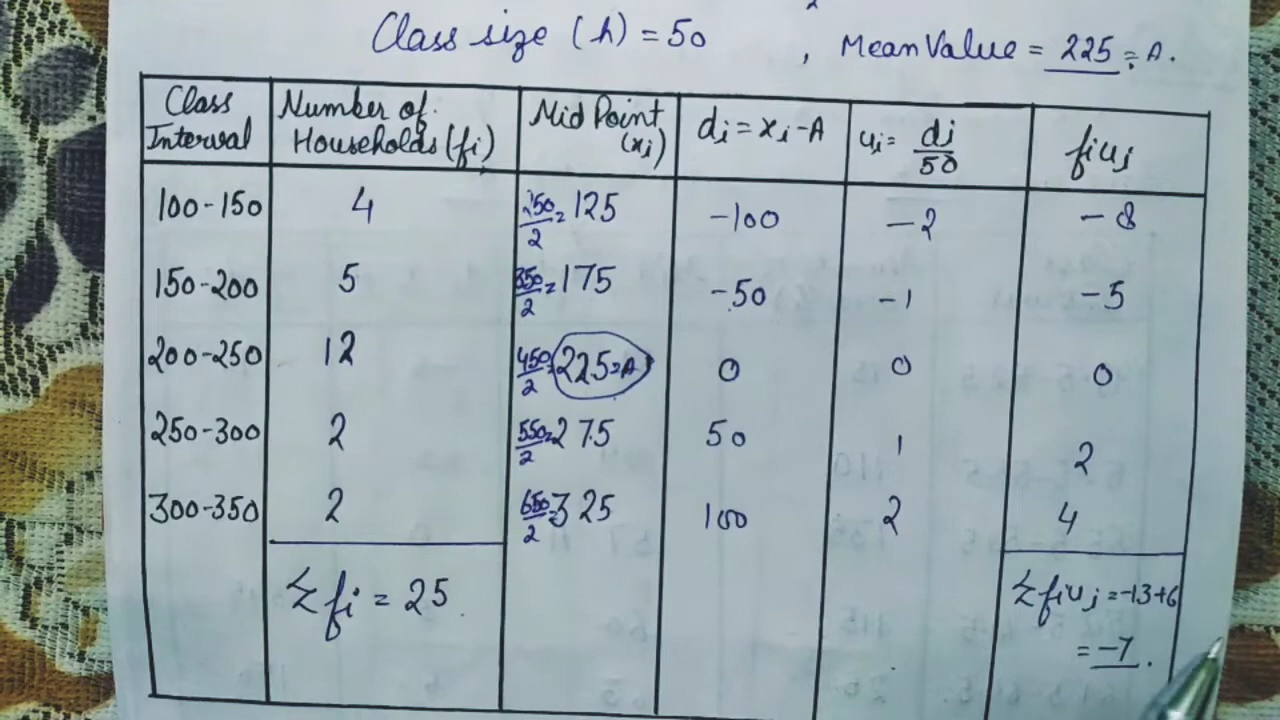 Class size (h) = 50 , Mean Value = 225 = A.
Class Interval Number of Households (fi) Mid Point (xi) di = xi - A ui = di/50 fiui
100-150 4 250/2 = 125 -100 -2 -8
150-200 5 350/2 = 175 -50 -1 -5
200-250 12 450/2 = 225 = A 0 0 0
250-300 2 550/2 = 275 50 1 2
300-350 2 650/2 = 325 100 2 4
Σfi = 25 Σfiui = -13+6
= -7.